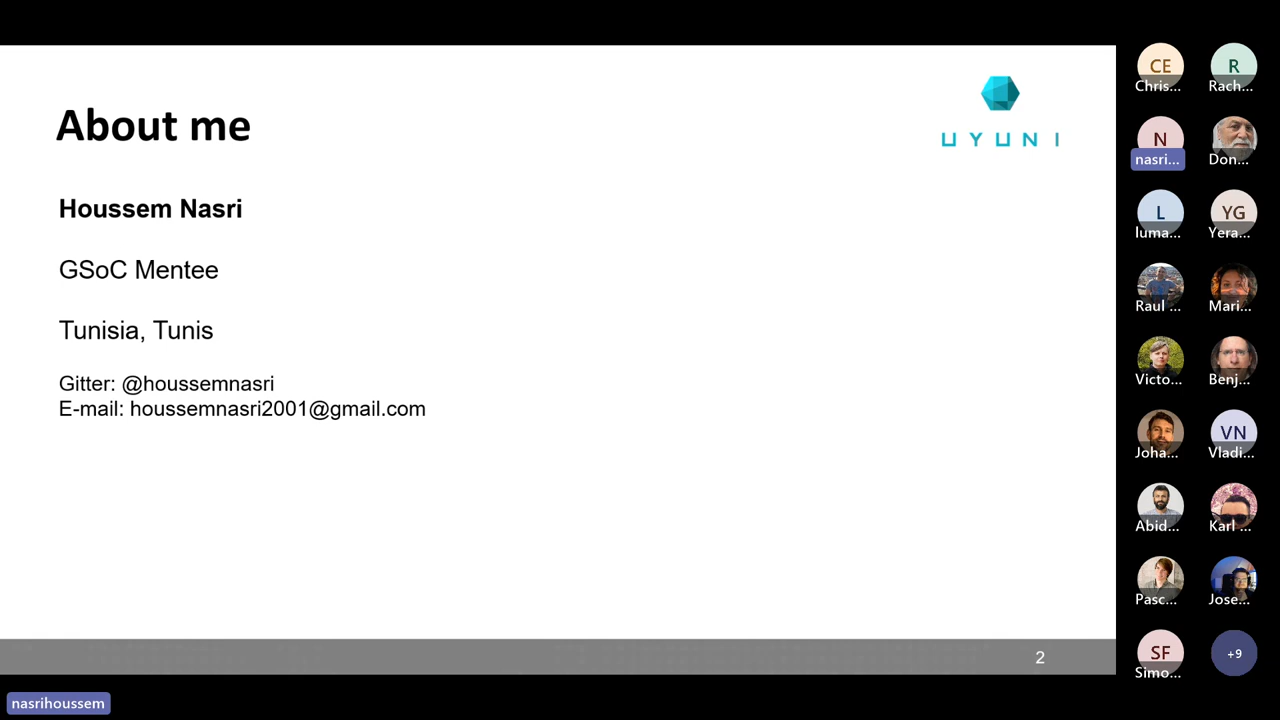 About me
UYUNI
Houssem Nasri
GSoC Mentee
Tunisia, Tunis
Gitter: @houssemnasri
E-mail: houssemnasri2001@gmail.com
2
nasrihoussem
CE
Chris...
R
Rach...
N
nasri...
Don...
L
luma...
YG
Yera...
Raul ...
Mari...
Victo...
Benj...
Joha...
VN
Vladi...
Abid...
Karl ...
Pasc...
Jose...
SF
Simo...
+9